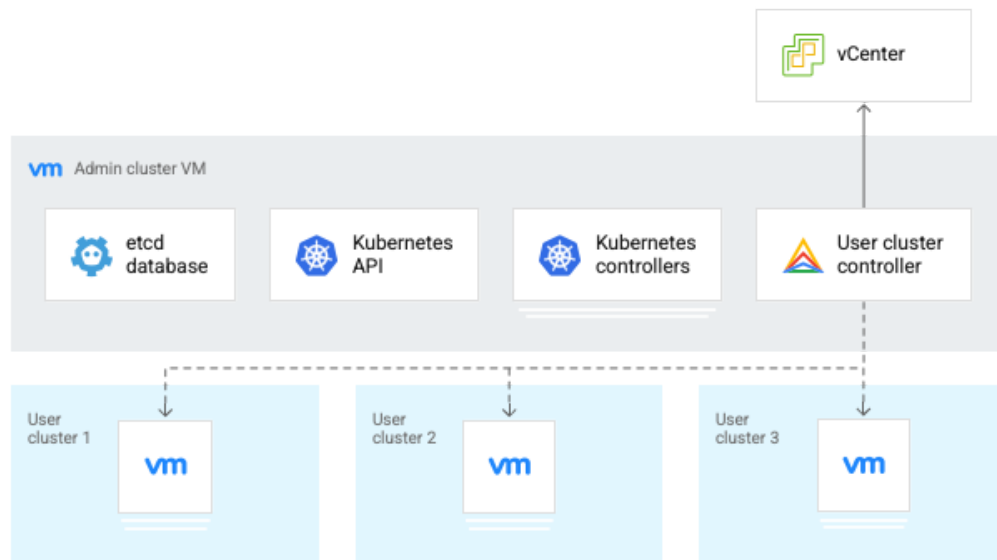 vCenter
vm Admin cluster VM
etcd
database
Kubernetes
API
Kubernetes
controllers
User cluster
controller
User
cluster 1
vm
User
cluster 2
vm
User
cluster 3
vm